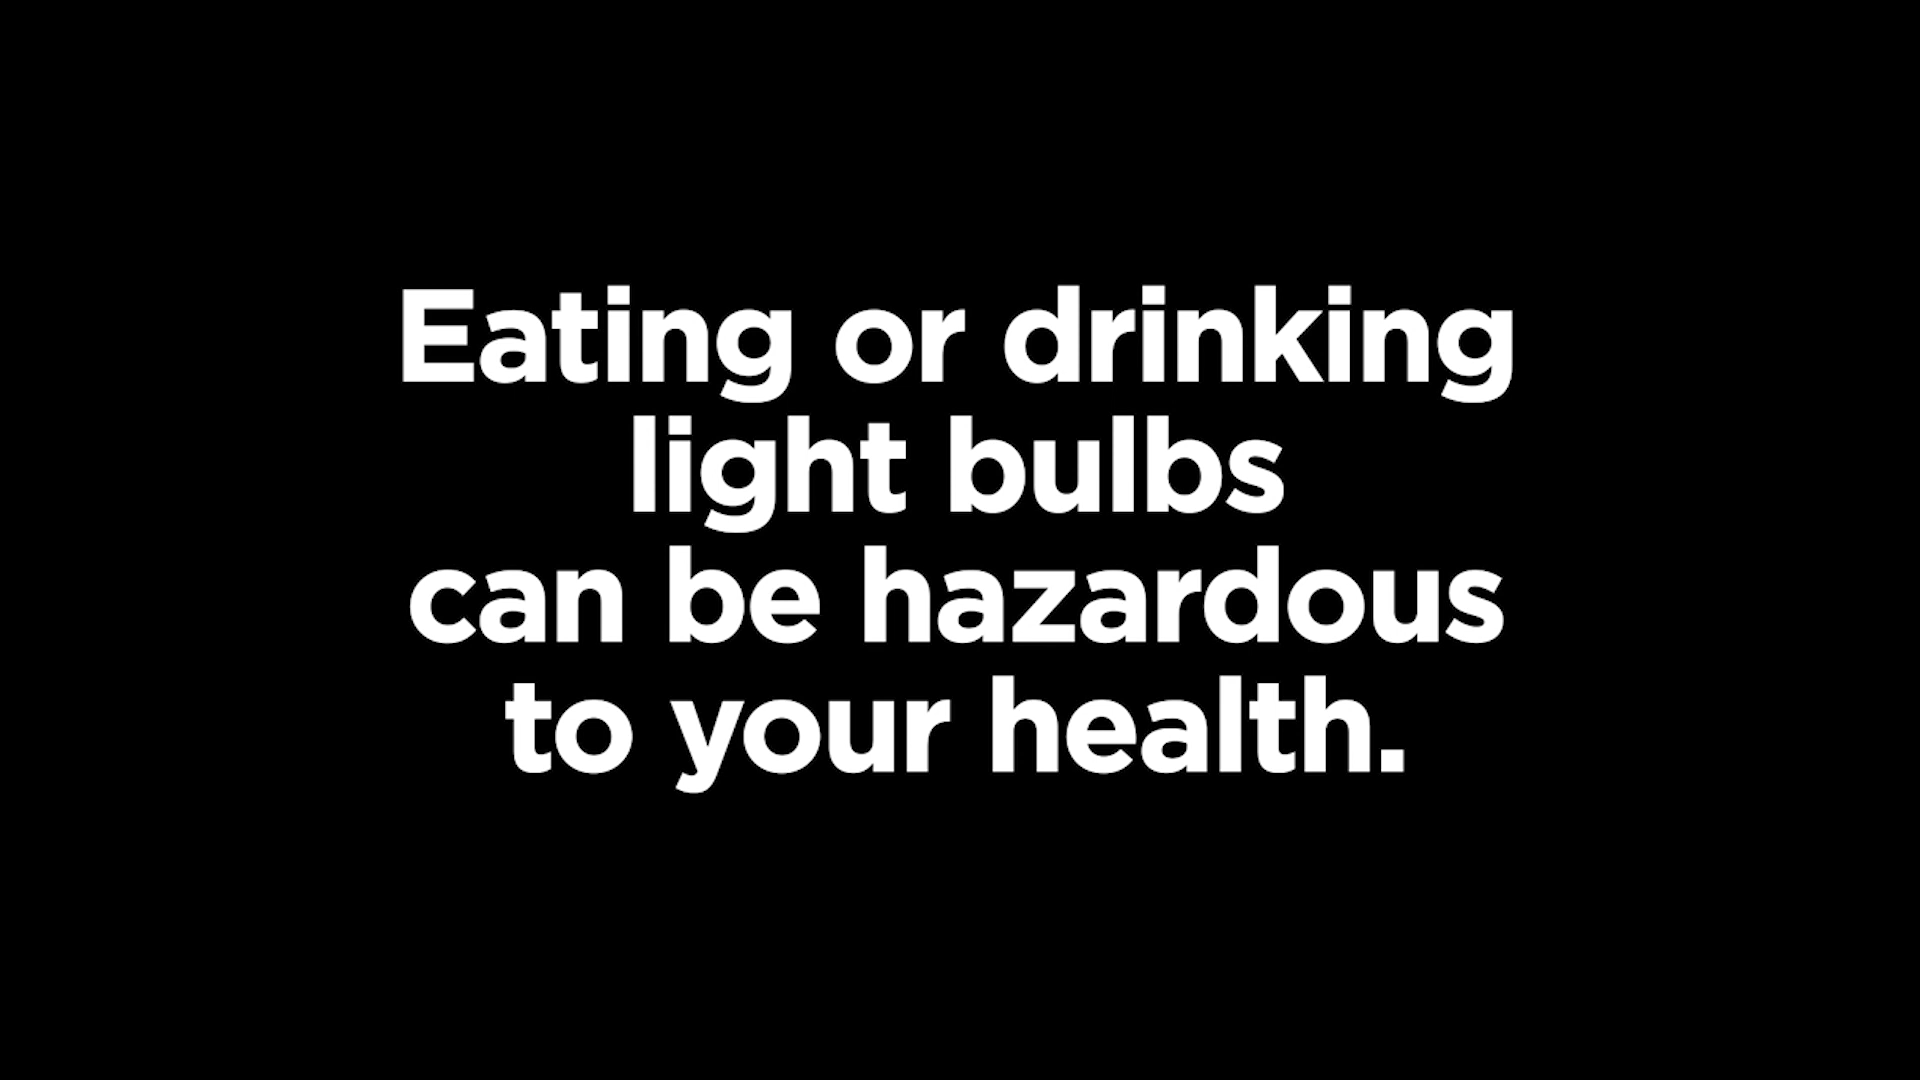 Eating or drinking
light bulbs
can be hazardous
to your health.